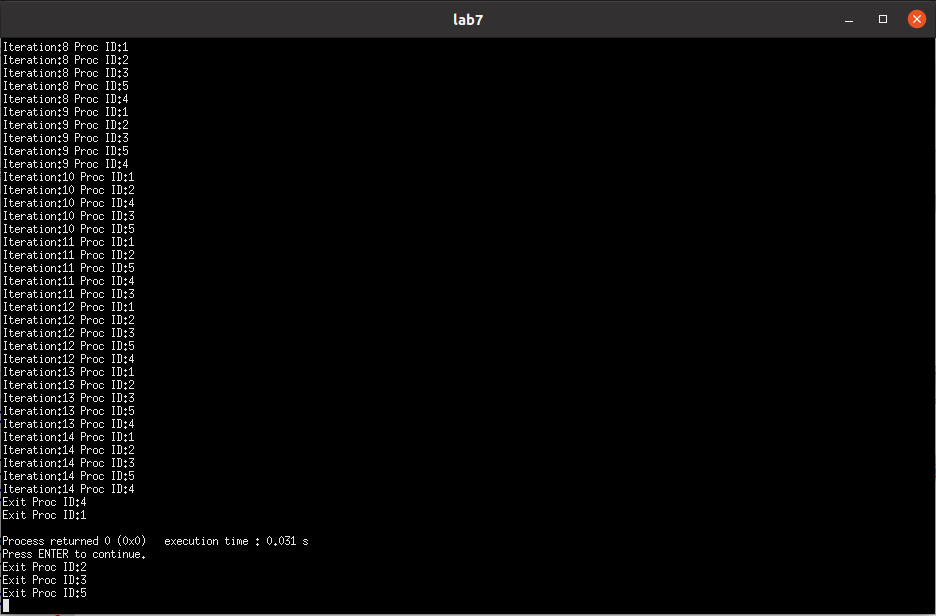 lab7
Iteration:8 Proc ID:1
Iteration:8 Proc ID:2
Iteration:8 Proc ID:3
Iteration:8 Proc ID:5
Iteration:8 Proc ID:4
Iteration:9 Proc ID:1
Iteration:9 Proc ID:2
Iteration:9 Proc ID:3
Iteration:9 Proc ID:5
Iteration:9 Proc ID:4
Iteration:10 Proc ID:1
Iteration:10 Proc ID:2
Iteration:10 Proc ID:4
Iteration:10 Proc ID:3
Iteration:10 Proc ID:5
Iteration:11 Proc ID:1
Iteration:11 Proc ID:2
Iteration:11 Proc ID:5
Iteration:11 Proc ID:4
Iteration:11 Proc ID:3
Iteration:12 Proc ID:1
Iteration:12 Proc ID:2
Iteration:12 Proc ID:3
Iteration:12 Proc ID:5
Iteration:12 Proc ID:4
Iteration:13 Proc ID:1
Iteration:13 Proc ID:2
Iteration:13 Proc ID:3
Iteration:13 Proc ID:5
Iteration:13 Proc ID:4
Iteration:14 Proc ID:1
Iteration:14 Proc ID:2
Iteration:14 Proc ID:3
Iteration:14 Proc ID:5
Iteration:14 Proc ID:4
Exit Proc ID:4
Exit Proc ID:1
Process returned 0 (0x0)   execution time : 0.031 s
Press ENTER to continue.
Exit Proc ID:2
Exit Proc ID:3
Exit Proc ID:5